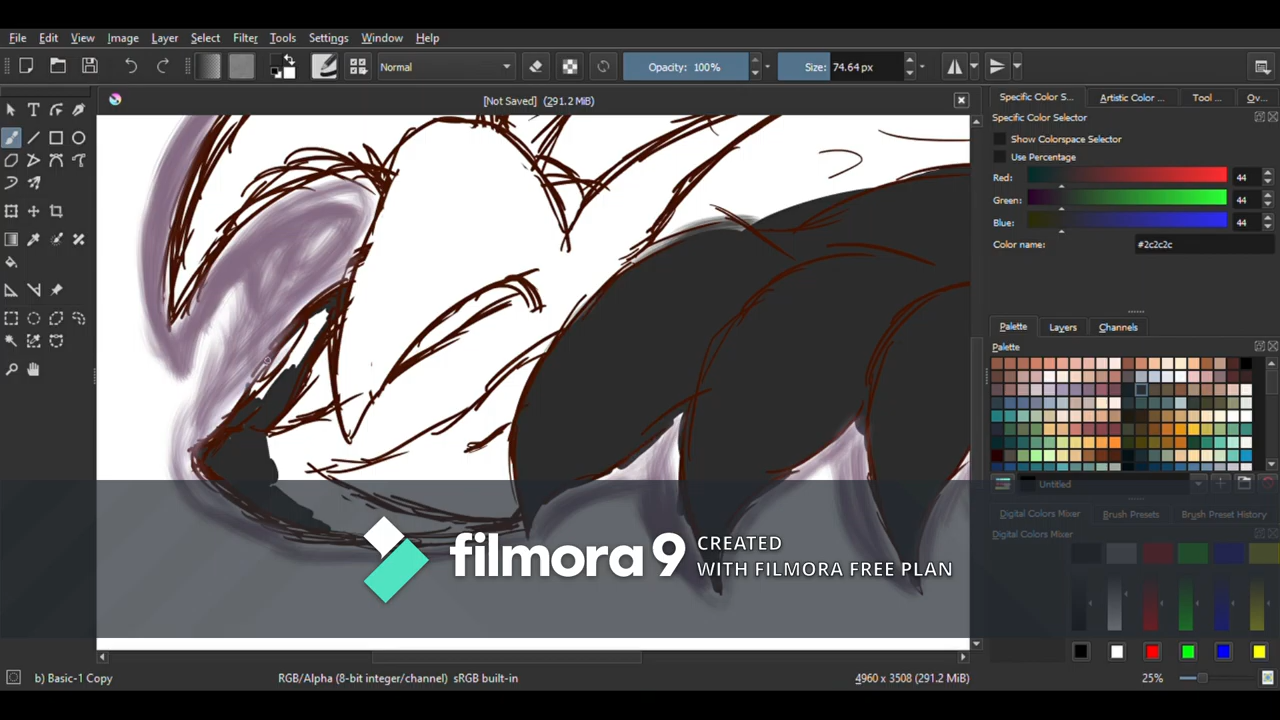 File Edit View Image Layer Select Filter Tools Settings Window Help
Normal Opacity: 100% Size: 74.64 px
[Not Saved] (291.2 MiB)
Specific Color S... Artistic Color ... Tool ... Ov...
Specific Color Selector
Show Colorspace Selector
Use Percentage
Red: 44
Green: 44
Blue: 44
Color name: #2c2c2c
Palette Layers Channels
Palette
Untitled
Digital Colors Mixer Brush Presets Brush Preset History
Digital Colors Mixer
filmora 9 CREATED
WITH FILMORA FREE PLAN
b) Basic-1 Copy RGB/Alpha (8-bit integer/channel) sRGB built-in 4960 x 3508 (291.2 MiB) 25%